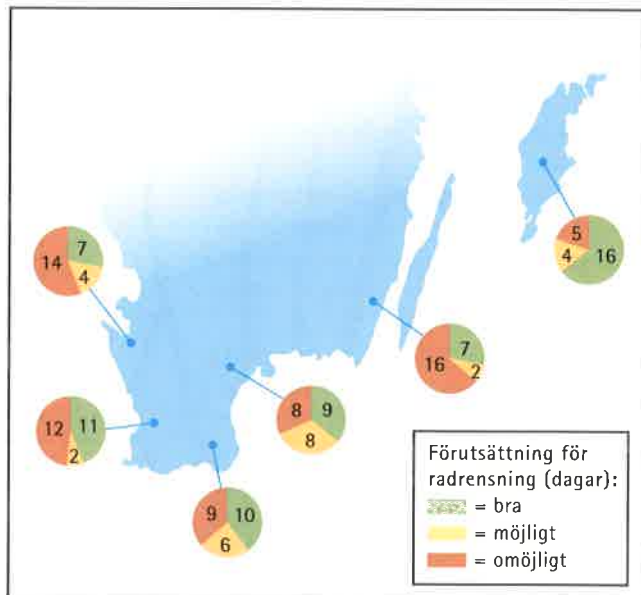 5
4 16
7
14
4
7
16
2
8 9
8
12 11
2
9 10
6
Förutsättning för
radrensning (dagar):
= bra
= möjligt
= omöjligt